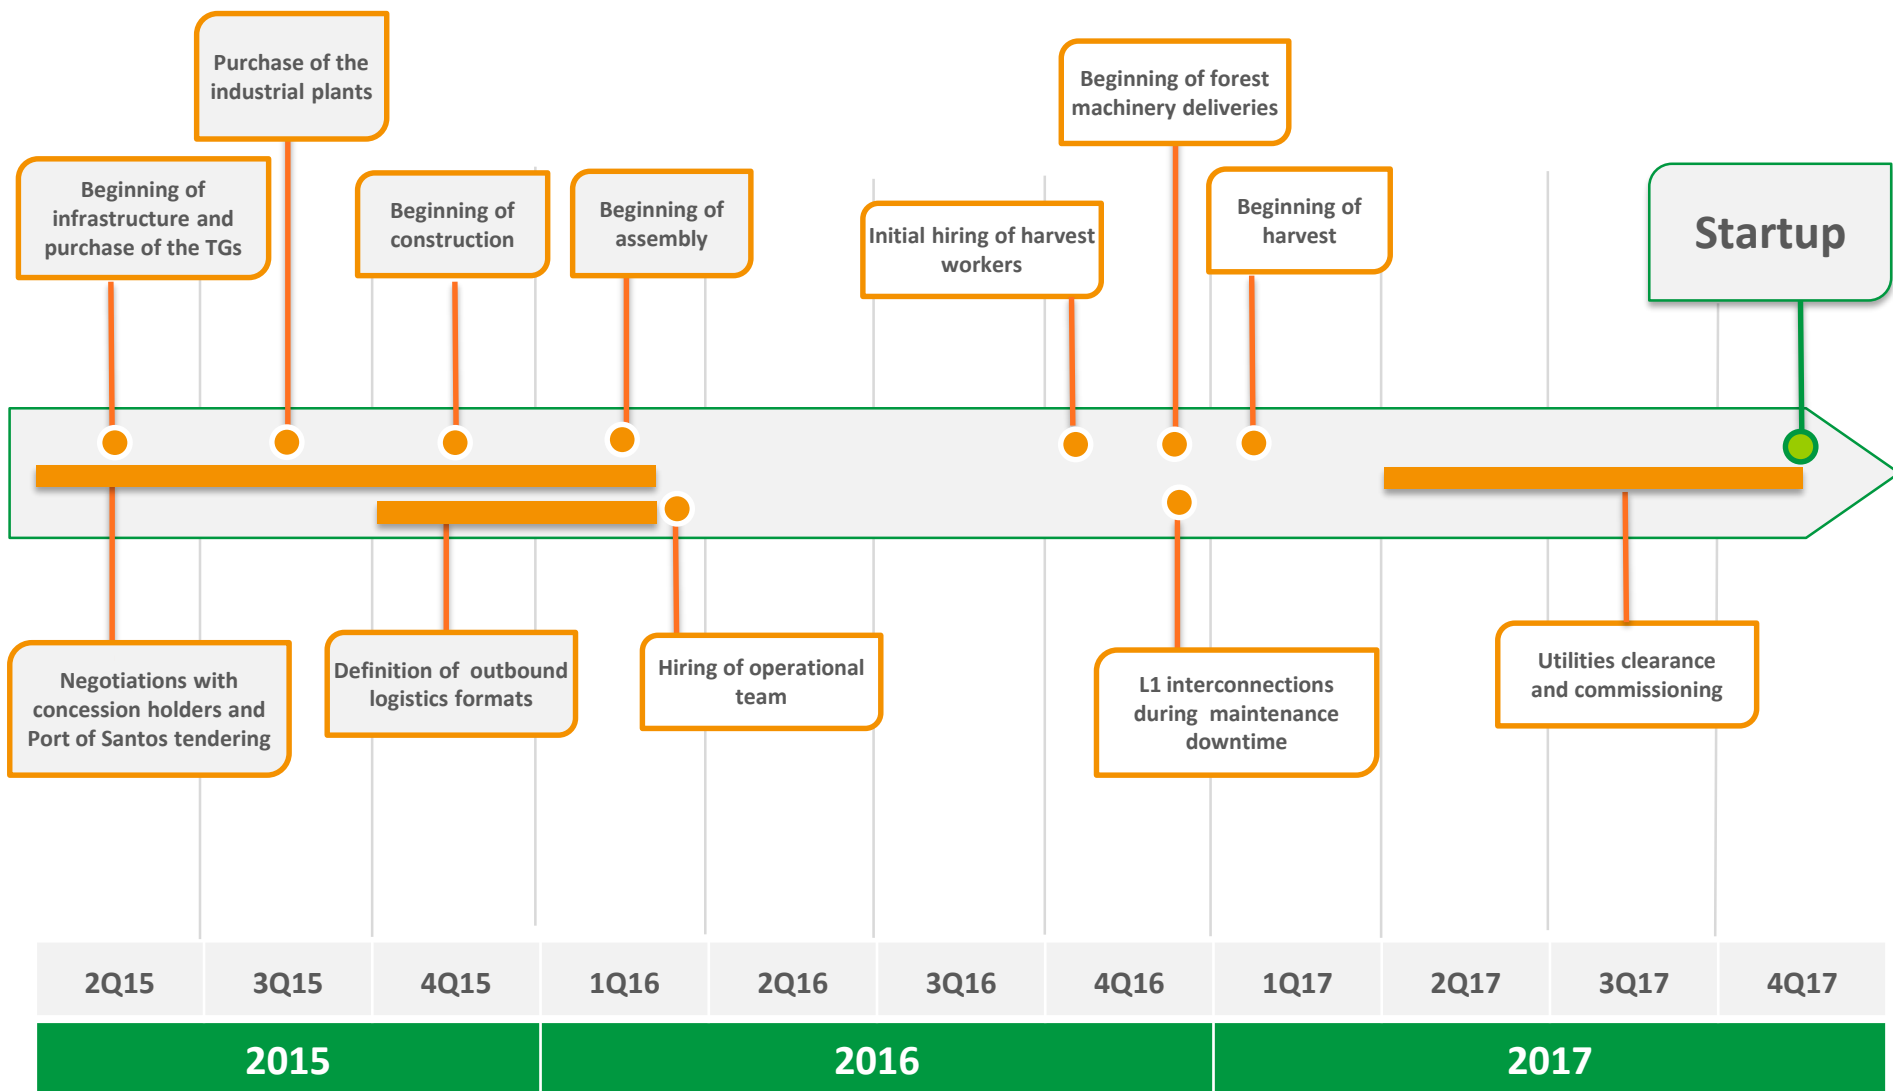 Purchase of the
industrial plants
Beginning of forest
machinery deliveries
Beginning of
infrastructure and
purchase of the TGs
Beginning of
construction
Beginning of
assembly
Initial hiring of harvest
workers
Beginning of
harvest
Startup
Negotiations with
concession holders and
Port of Santos tendering
Definition of outbound
logistics formats
Hiring of operational
team
L1 interconnections
during maintenance
downtime
Utilities clearance
and commissioning
2Q15 3Q15 4Q15 1Q16 2Q16 3Q16 4Q16 1Q17 2Q17 3Q17 4Q17
2015 2016 2017